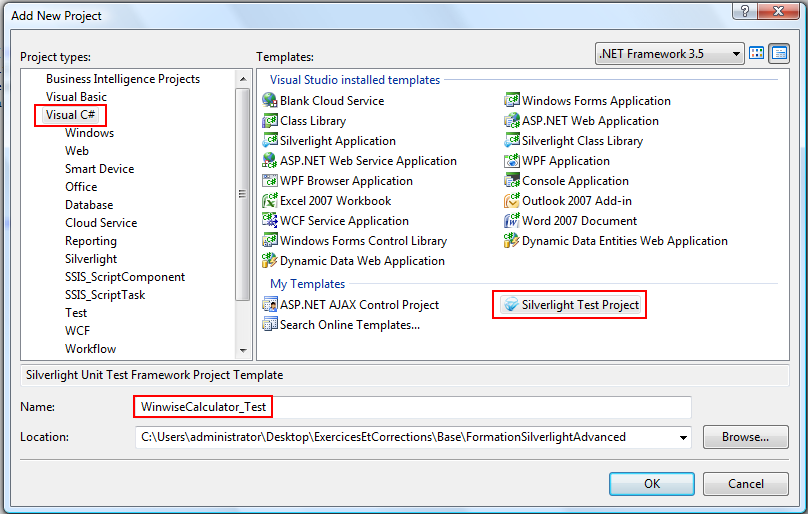 Add New Project
Project types:
Templates:
.NET Framework 3.5
Business Intelligence Projects
Visual Basic
Visual C#
Windows
Web
Smart Device
Office
Database
Cloud Service
Reporting
Silverlight
SSIS_ScriptComponent
SSIS_ScriptTask
Test
WCF
Workflow
Visual Studio installed templates
Blank Cloud Service
Windows Forms Application
Class Library
ASP.NET Web Application
Silverlight Application
Silverlight Class Library
ASP.NET Web Service Application
WPF Application
WPF Browser Application
Console Application
Excel 2007 Workbook
Outlook 2007 Add-in
WCF Service Application
Word 2007 Document
Windows Forms Control Library
Dynamic Data Entities Web Application
Dynamic Data Web Application
My Templates
ASP.NET AJAX Control Project
Silverlight Test Project
Search Online Templates...
Silverlight Unit Test Framework Project Template
Name:
WinwiseCalculator_Test
Location:
C:\Users\administrator\Desktop\ExercicesEtCorrections\Base\FormationSilverlightAdvanced
Browse...
OK
Cancel